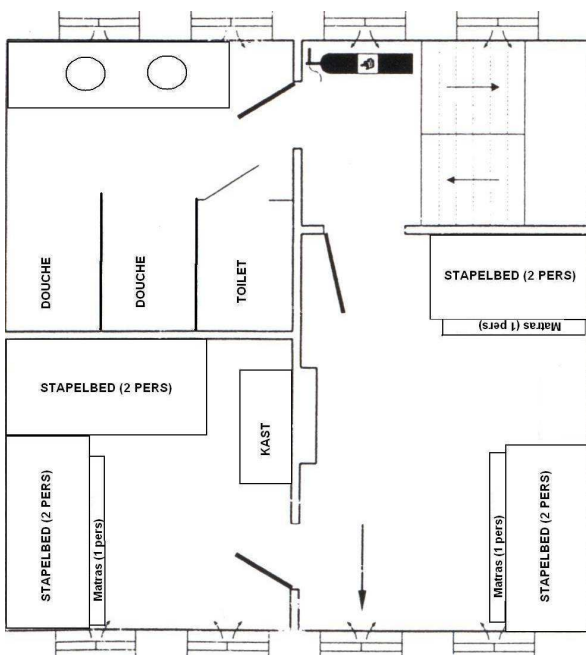 DOUCHE
DOUCHE
TOILET
STAPELBED (2 PERS)
Matras (1 pers)
STAPELBED (2 PERS)
KAST
STAPELBED (2 PERS)
Matras (1 pers)
Matras (1 pers)
STAPELBED (2 PERS)